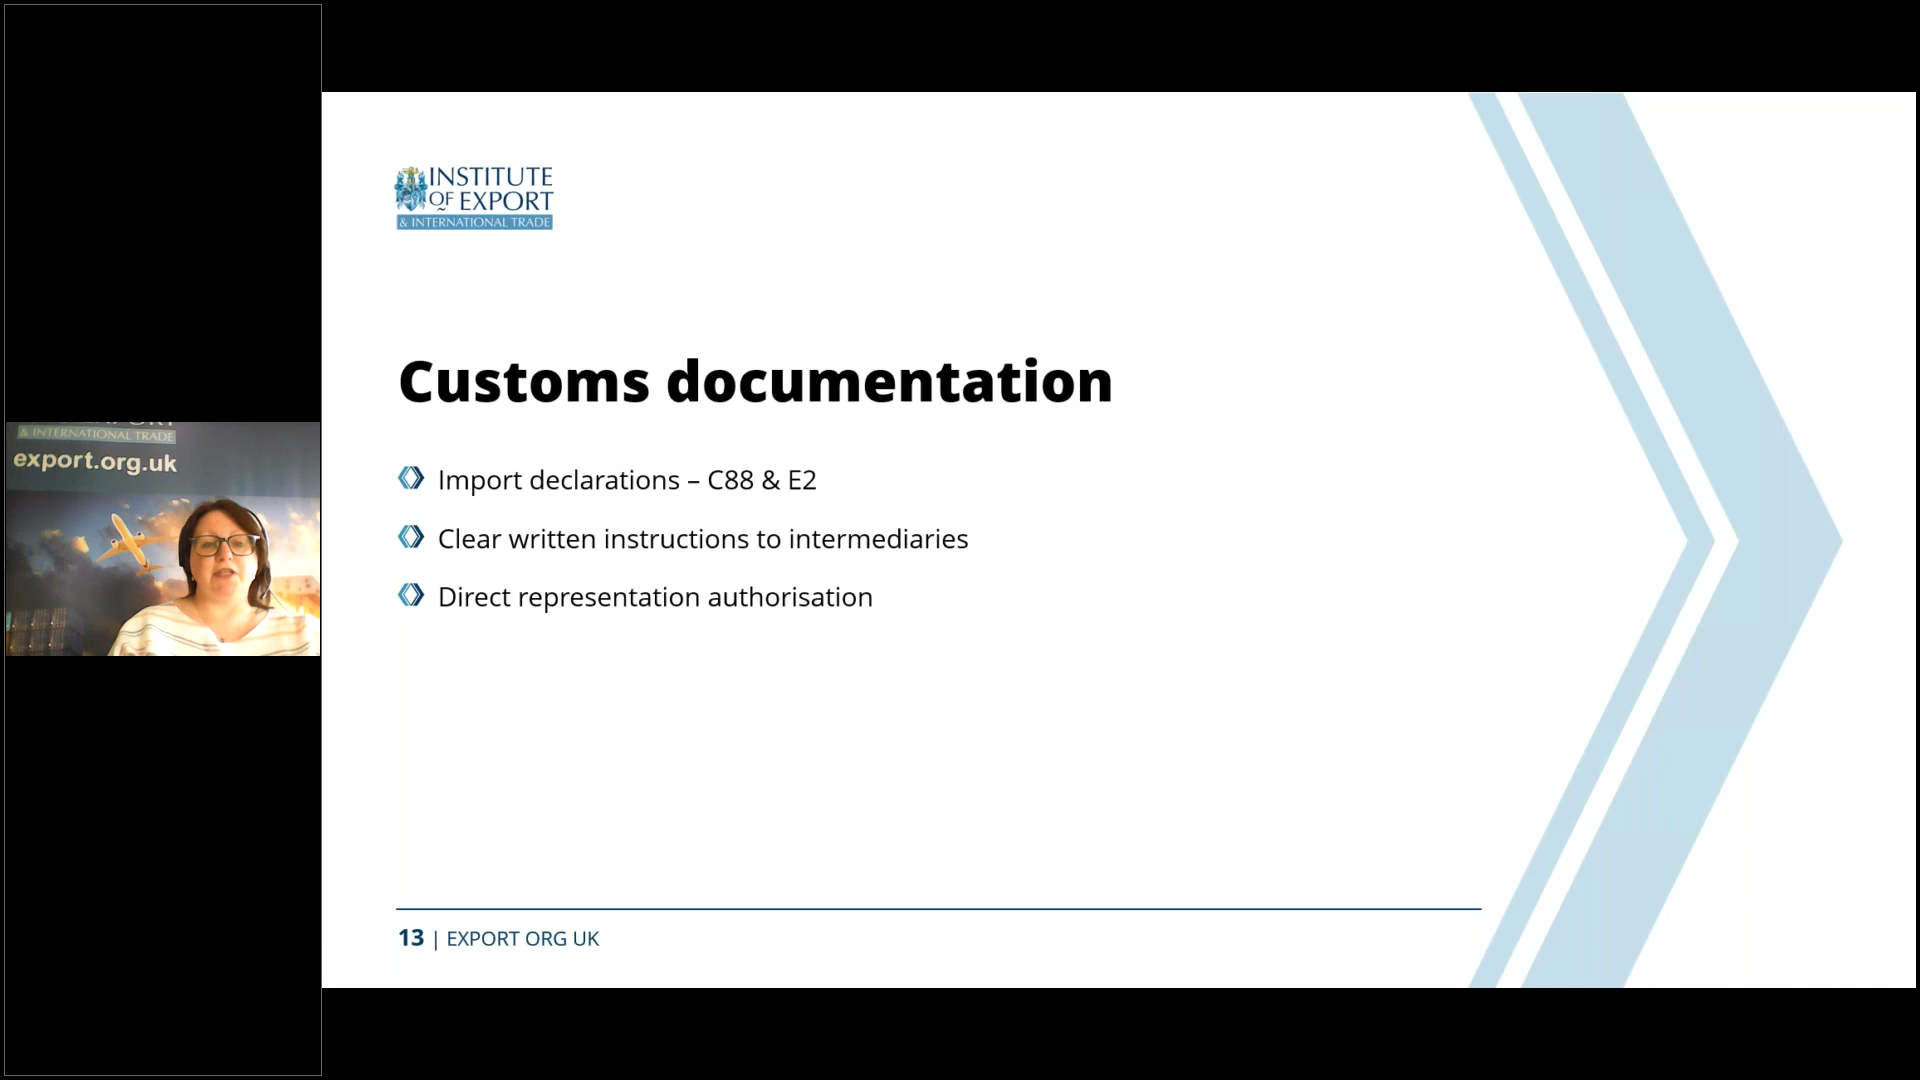 & INTERNATIONAL TRADE
export.org.uk
INSTITUTE
OF EXPORT
& INTERNATIONAL TRADE
Customs documentation
Import declarations – C88 & E2
Clear written instructions to intermediaries
Direct representation authorisation
13 | EXPORT ORG UK